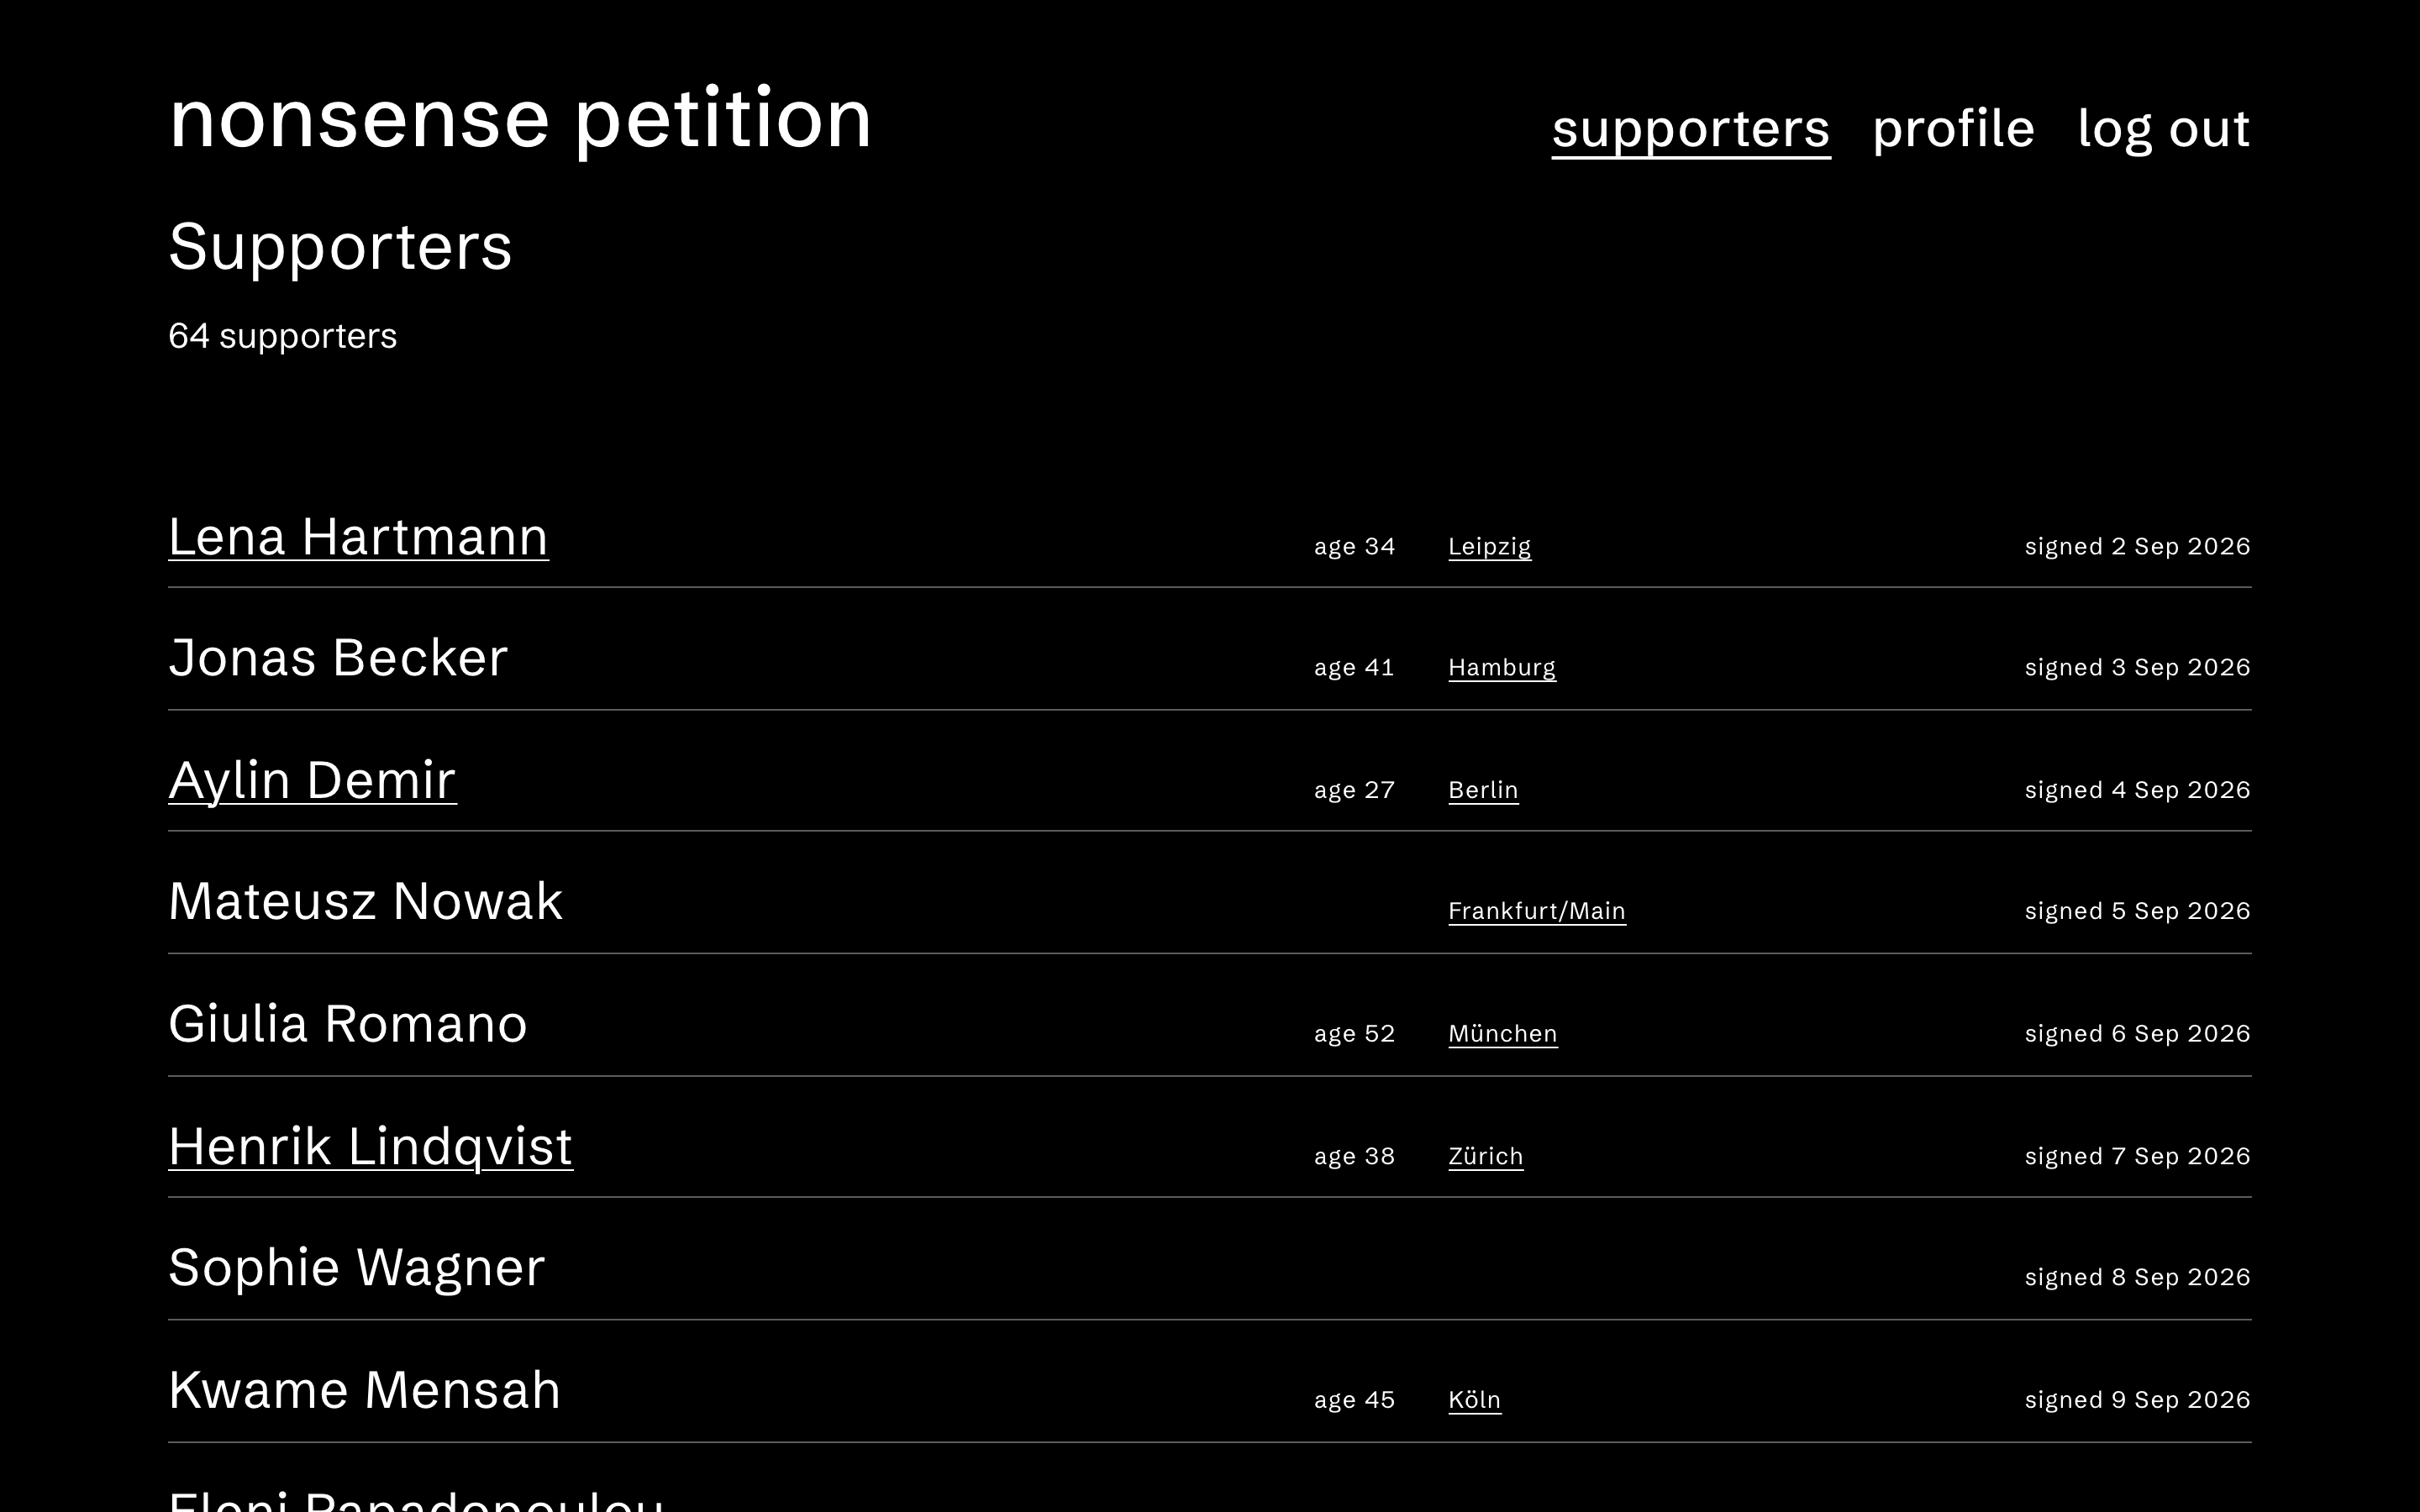 nonsense petition
supporters profile log out
Supporters
64 supporters
Lena Hartmann age 34 Leipzig signed 2 Sep 2026
Jonas Becker age 41 Hamburg signed 3 Sep 2026
Aylin Demir age 27 Berlin signed 4 Sep 2026
Mateusz Nowak Frankfurt/Main signed 5 Sep 2026
Giulia Romano age 52 München signed 6 Sep 2026
Henrik Lindqvist age 38 Zürich signed 7 Sep 2026
Sophie Wagner signed 8 Sep 2026
Kwame Mensah age 45 Köln signed 9 Sep 2026
Eleni Papadopoulou